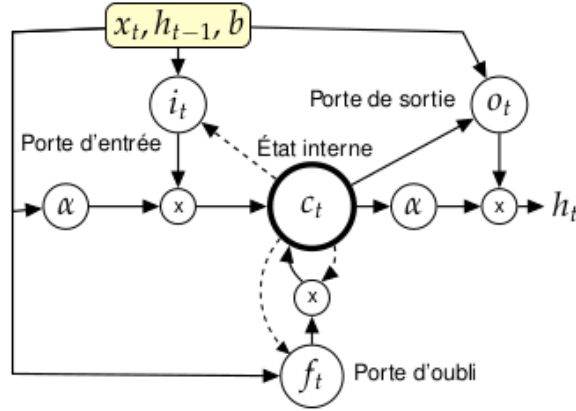 x_t, h_{t−1}, b
i_t
Porte de sortie
o_t
Porte d'entrée
État interne
α
x
c_t
α
x
h_t
x
f_t
Porte d'oubli